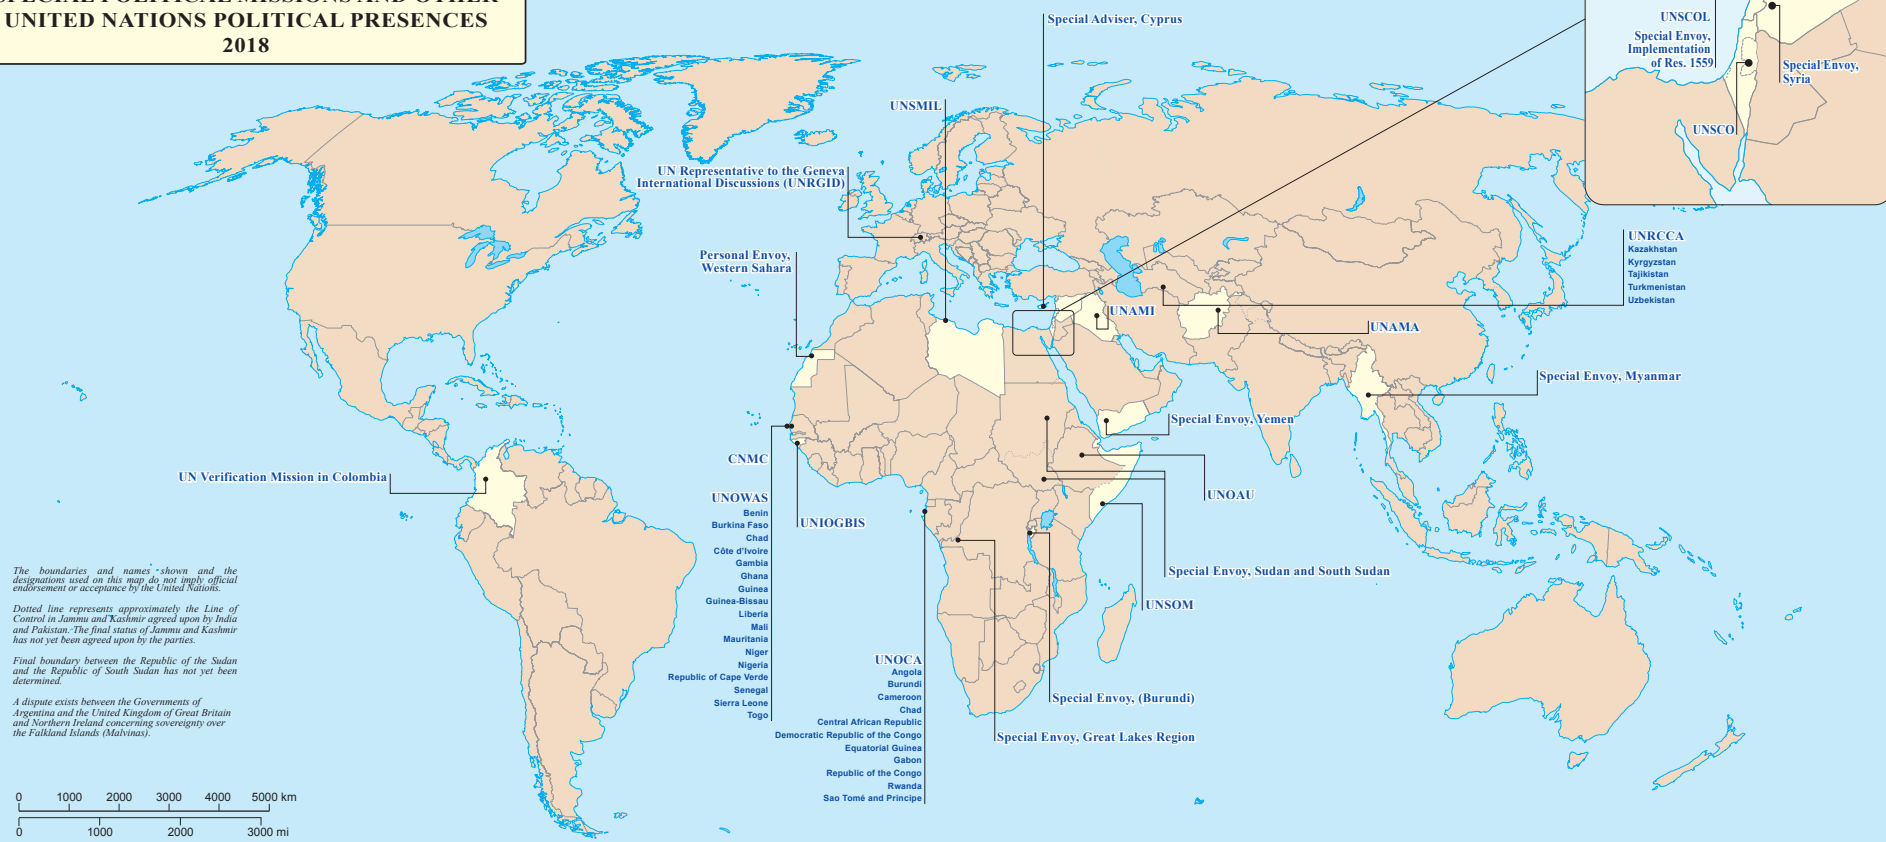 SPECIAL POLITICAL MISSIONS AND OTHER
UNITED NATIONS POLITICAL PRESENCES
2018
Special Adviser, Cyprus
UNSCOL
Special Envoy,
Implementation
of Res. 1559
Special Envoy,
Syria
UNSCO
UNSMIL
UN Representative to the Geneva
International Discussions (UNRGID)
Personal Envoy,
Western Sahara
UNRCCA
Kazakhstan
Kyrgyzstan
Tajikistan
Turkmenistan
Uzbekistan
UNAMI
UNAMA
Special Envoy, Myanmar
Special Envoy, Yemen
UN Verification Mission in Colombia
CNMC
UNOWAS
Benin
Burkina Faso
Chad
Côte d'Ivoire
Gambia
Ghana
Guinea
Guinea-Bissau
Liberia
Mali
Mauritania
Niger
Nigeria
Republic of Cape Verde
Senegal
Sierra Leone
Togo
UNIOGBIS
UNOAU
Special Envoy, Sudan and South Sudan
UNSOM
UNOCA
Angola
Burundi
Cameroon
Chad
Central African Republic
Democratic Republic of the Congo
Equatorial Guinea
Gabon
Republic of the Congo
Rwanda
Sao Tomé and Principe
Special Envoy, (Burundi)
Special Envoy, Great Lakes Region
The boundaries and names shown and the
designations used on this map do not imply official
endorsement or acceptance by the United Nations.
Dotted line represents approximately the Line of
Control in Jammu and Kashmir agreed upon by India
and Pakistan. The final status of Jammu and Kashmir
has not yet been agreed upon by the parties.
Final boundary between the Republic of the Sudan
and the Republic of South Sudan has not yet been
determined.
A dispute exists between the Governments of
Argentina and the United Kingdom of Great Britain
and Northern Ireland concerning sovereignty over
the Falkland Islands (Malvinas).
0 1000 2000 3000 4000 5000 km
0 1000 2000 3000 mi